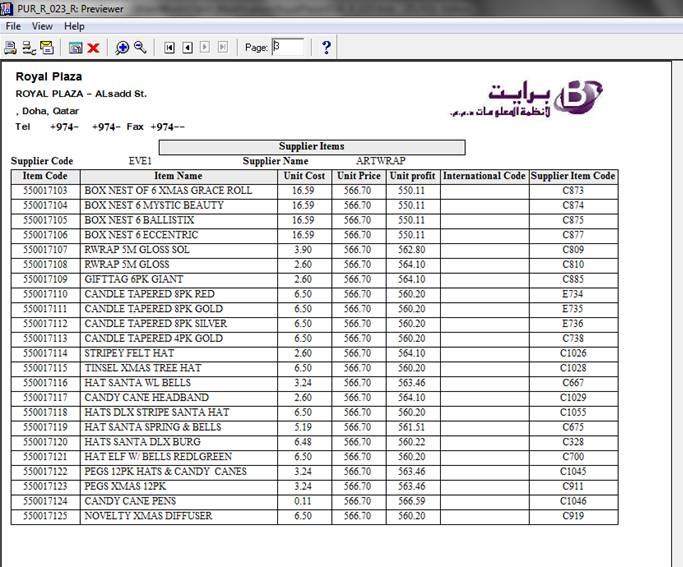 PUR_R_023_R: Previewer
File View Help
Page: 3
Royal Plaza
ROYAL PLAZA - ALsadd St.
, Doha, Qatar
Tel +974- +974- Fax +974--
برايت
لأنظمة المعلومات ذ.م.م.
Supplier Items
Supplier Code EVE1 Supplier Name ARTWRAP
Item Code Item Name Unit Cost Unit Price Unit profit International Code Supplier Item Code
550017103 BOX NEST OF 6 XMAS GRACE ROLL 16.59 566.70 550.11 C873
550017104 BOX NEST 6 MYSTIC BEAUTY 16.59 566.70 550.11 C874
550017105 BOX NEST 6 BALLISTIX 16.59 566.70 550.11 C875
550017106 BOX NEST 6 ECCENTRIC 16.59 566.70 550.11 C877
550017107 RWRAP 5M GLOSS SOL 3.90 566.70 562.80 C809
550017108 RWRAP 5M GLOSS 2.60 566.70 564.10 C810
550017109 GIFTTAG 6PK GIANT 2.60 566.70 564.10 C885
550017110 CANDLE TAPERED 8PK RED 6.50 566.70 560.20 E734
550017111 CANDLE TAPERED 8PK GOLD 6.50 566.70 560.20 E735
550017112 CANDLE TAPERED 8PK SILVER 6.50 566.70 560.20 E736
550017113 CANDLE TAPERED 4PK GOLD 6.50 566.70 560.20 C738
550017114 STRIPEY FELT HAT 2.60 566.70 564.10 C1026
550017115 TINSEL XMAS TREE HAT 6.50 566.70 560.20 C1028
550017116 HAT SANTA WL BELLS 3.24 566.70 563.46 C667
550017117 CANDY CANE HEADBAND 2.60 566.70 564.10 C1029
550017118 HATS DLX STRIPE SANTA HAT 6.50 566.70 560.20 C1055
550017119 HAT SANTA SPRING & BELLS 5.19 566.70 561.51 C675
550017120 HATS SANTA DLX BURG 6.48 566.70 560.22 C328
550017121 HAT ELF W/ BELLS REDLGREEN 6.50 566.70 560.20 C700
550017122 PEGS 12PK HATS & CANDY CANES 3.24 566.70 563.46 C1045
550017123 PEGS XMAS 12PK 3.24 566.70 563.46 C911
550017124 CANDY CANE PENS 0.11 566.70 566.59 C1046
550017125 NOVELTY XMAS DIFFUSER 6.50 566.70 560.20 C919